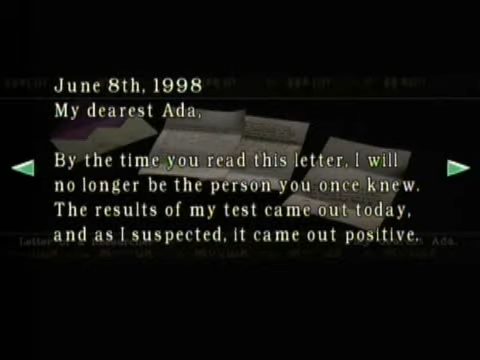 June 8th, 1998
My dearest Ada,
By the time you read this letter, I will
no longer be the person you once knew.
The results of my test came out today,
and as I suspected, it came out positive.